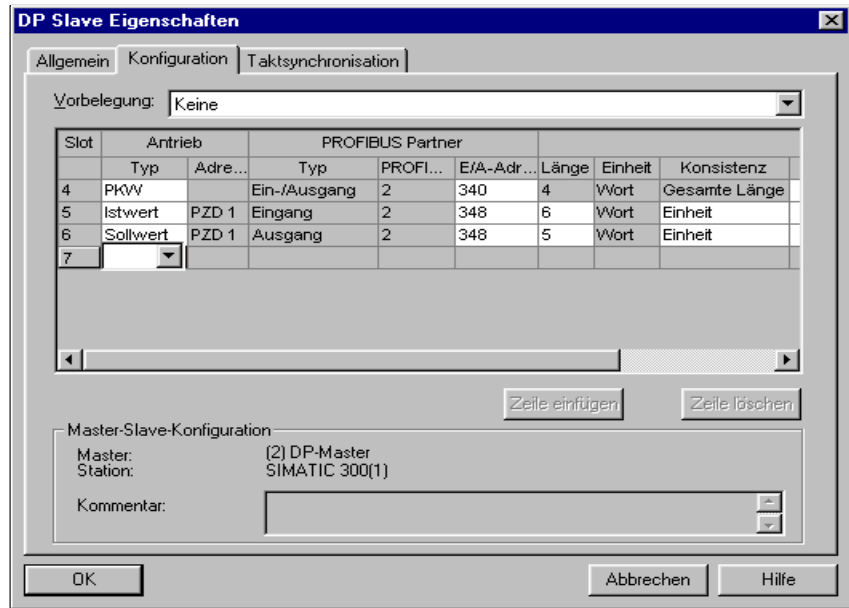 DP Slave Eigenschaften
Allgemein Konfiguration Taktsynchronisation
Vorbelegung: Keine
Slot Antrieb PROFIBUS Partner
Typ Adre... Typ PROFI... E/A-Adr... Länge Einheit Konsistenz
4 PKW Ein-/Ausgang 2 340 4 Wort Gesamte Länge
5 Istwert PZD 1 Eingang 2 348 6 Wort Einheit
6 Sollwert PZD 1 Ausgang 2 348 5 Wort Einheit
7
Zeile einfügen Zeile löschen
Master-Slave-Konfiguration
Master: (2) DP-Master
Station: SIMATIC 300(1)
Kommentar:
OK Abbrechen Hilfe